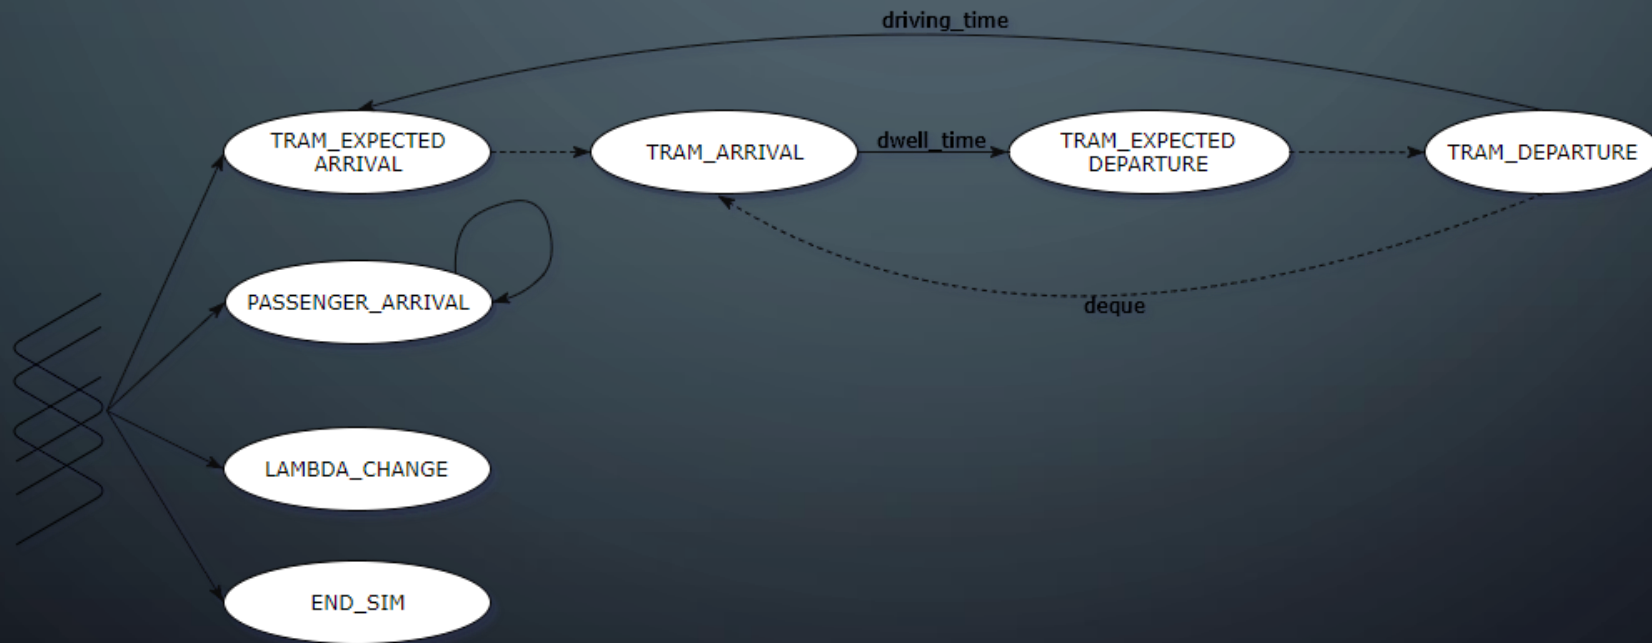 driving_time
TRAM_EXPECTED
ARRIVAL
TRAM_ARRIVAL
dwell_time
TRAM_EXPECTED
DEPARTURE
TRAM_DEPARTURE
PASSENGER_ARRIVAL
deque
LAMBDA_CHANGE
END_SIM